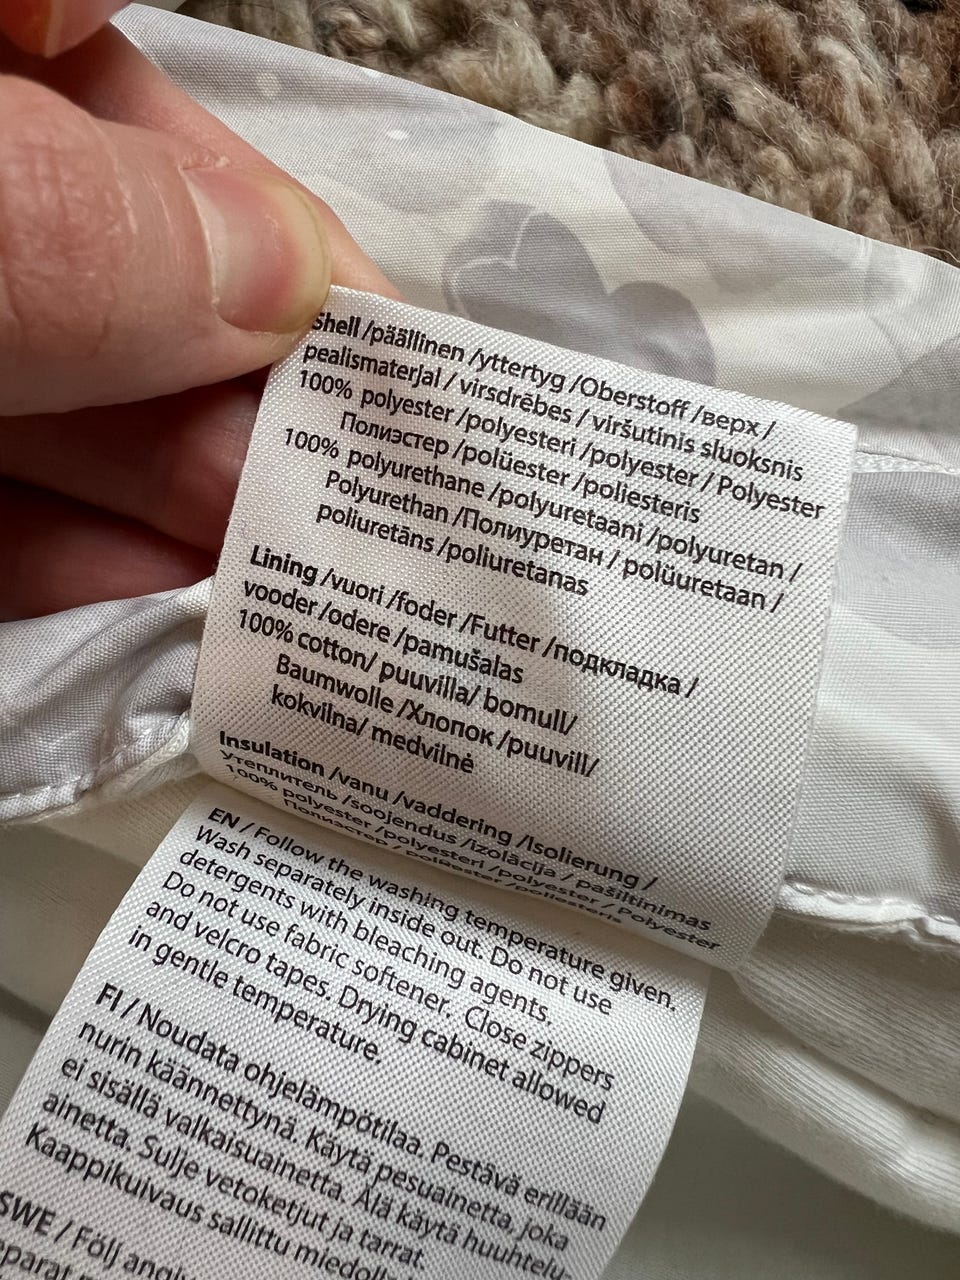 Shell /päällinen /yttertyg /Oberstoff /верх /
pealismaterjal / virsdrēbes / viršutinis sluoksnis
100% polyester /polyesteri /polyester / Polyester
Полиэстер /polüester /poliesteris
100% polyurethane /polyuretaani /polyuretan /
Polyurethan /Полиуретан / polüuretaan /
poliuretāns /poliuretanas
Lining /vuori /foder /Futter /подкладка /
vooder /odere /pamušalas
100% cotton/ puuvilla/ bomull/
Baumwolle /Хлопок /puuvill/
kokvilna/ medvilnė
Insulation /vanu /vaddering /Isolierung /
утеплитель /soojendus /izolācija / pašiltinimas
100% polyester /polyesteri /polyester / Polyester
Полиэстер / polüester /poliesteris
EN / Follow the washing temperature given.
Wash separately inside out. Do not use
detergents with bleaching agents.
Do not use fabric softener. Close zippers
and velcro tapes. Drying cabinet allowed
in gentle temperature.
FI / Noudata ohjelämpötilaa. Pestävä erillään
nurin käännettynä. Käytä pesuainetta, joka
ei sisällä valkaisuainetta. Älä käytä huuhtelu-
ainetta. Sulje vetoketjut ja tarrat.
Kaappikuivaus sallittu miedolla
SWE / Följ